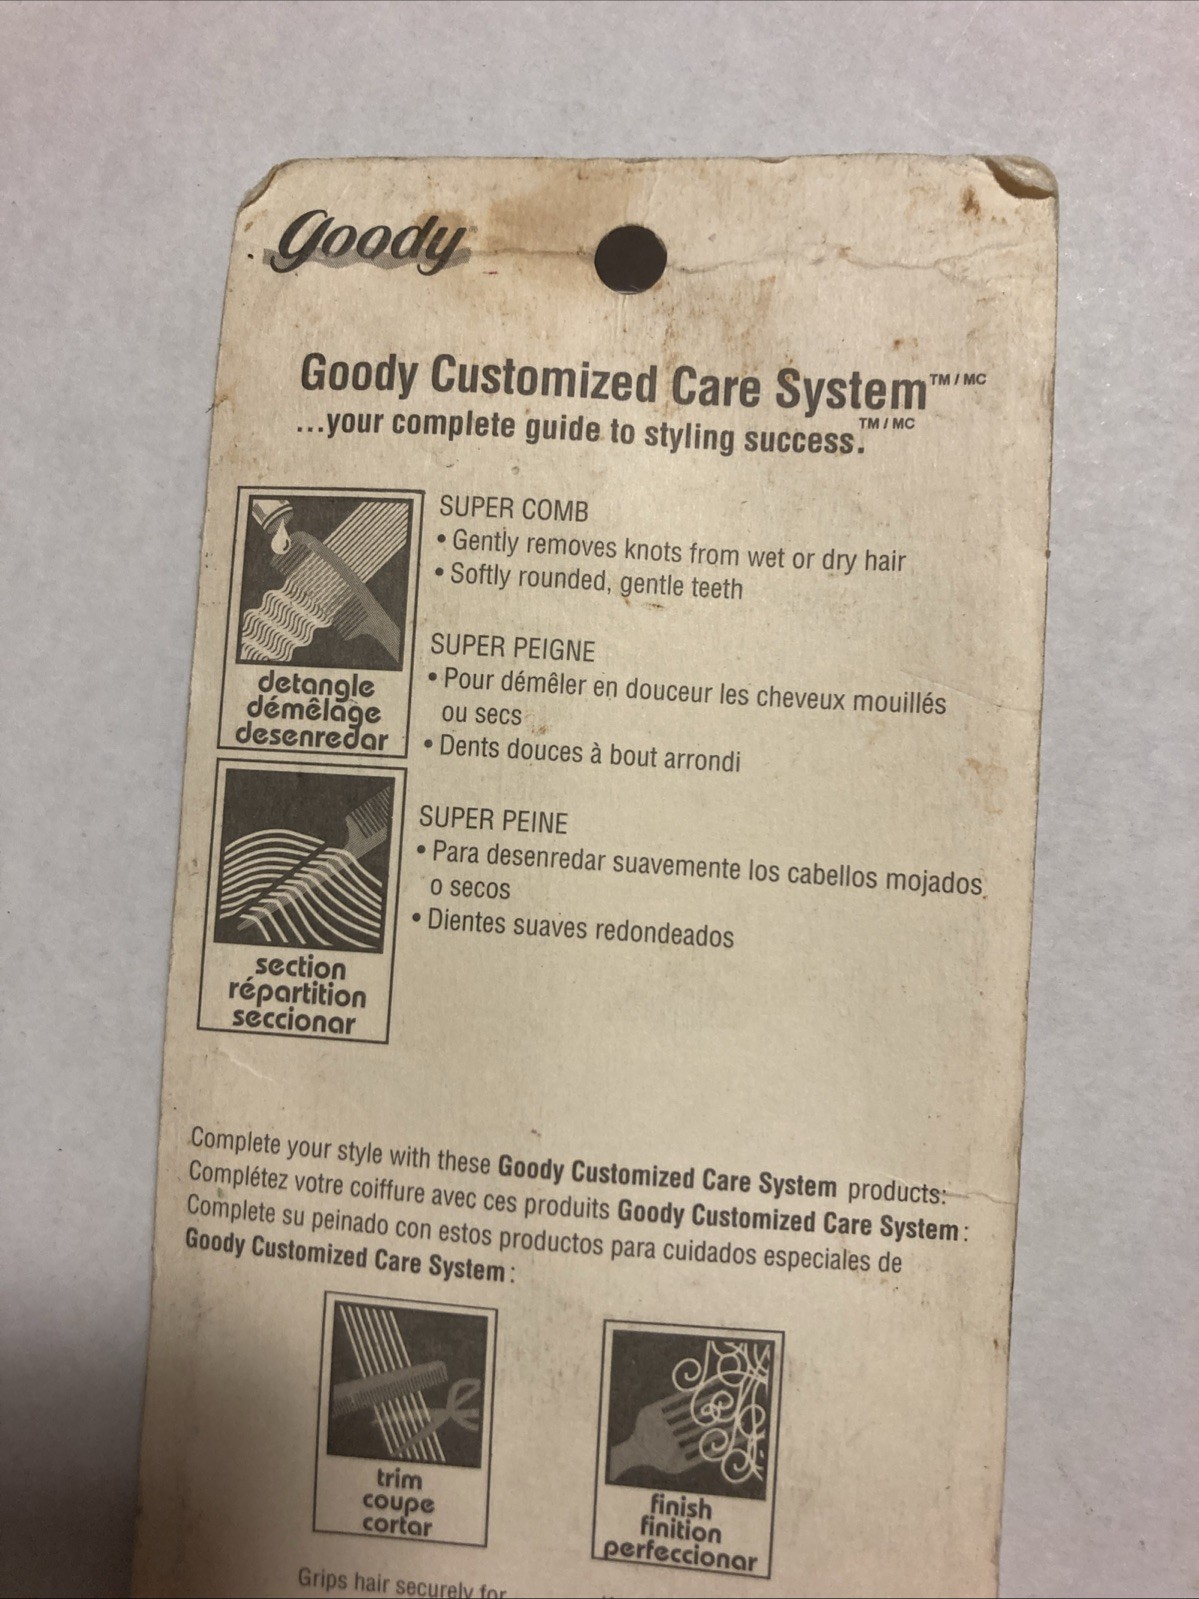 goody
Goody Customized Care System™/MC
...your complete guide to styling success.™/MC
SUPER COMB
• Gently removes knots from wet or dry hair
• Softly rounded, gentle teeth
detangle
démêlage
desenredar
SUPER PEIGNE
• Pour démêler en douceur les cheveux mouillés
ou secs
• Dents douces à bout arrondi
SUPER PEINE
• Para desenredar suavemente los cabellos mojados
o secos
• Dientes suaves redondeados
section
répartition
seccionar
Complete your style with these Goody Customized Care System products:
Complétez votre coiffure avec ces produits Goody Customized Care System :
Complete su peinado con estos productos para cuidados especiales de
Goody Customized Care System :
trim
coupe
cortar
finish
finition
perfeccionar
Grips hair securely for